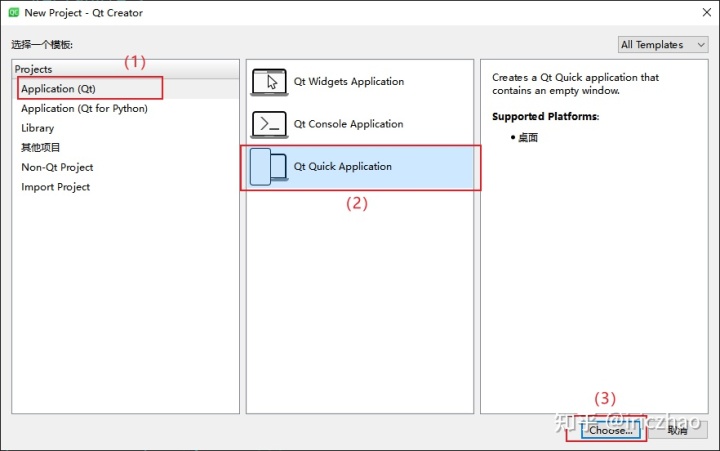 New Project - Qt Creator
选择一个模板:
All Templates
(1)
Projects
Application (Qt)
Application (Qt for Python)
Library
其他项目
Non-Qt Project
Import Project
Qt Widgets Application
Qt Console Application
Qt Quick Application
(2)
Creates a Qt Quick application that
contains an empty window.
Supported Platforms:
• 桌面
(3)
Choose...
取消
知乎